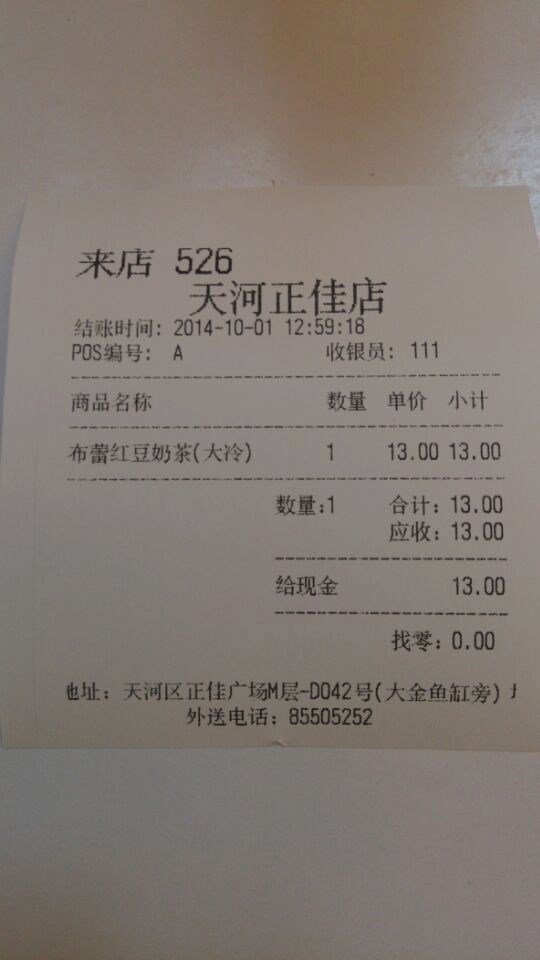 来店 526
天河正佳店
结账时间: 2014-10-01 12:59:18
POS编号: A 收银员: 111
商品名称 数量 单价 小计
布蕾红豆奶茶(大冷) 1 13.00 13.00
数量:1 合计: 13.00
应收: 13.00
给现金 13.00
找零: 0.00
地址: 天河区正佳广场M层-D042号(大金鱼缸旁)
外送电话: 85505252